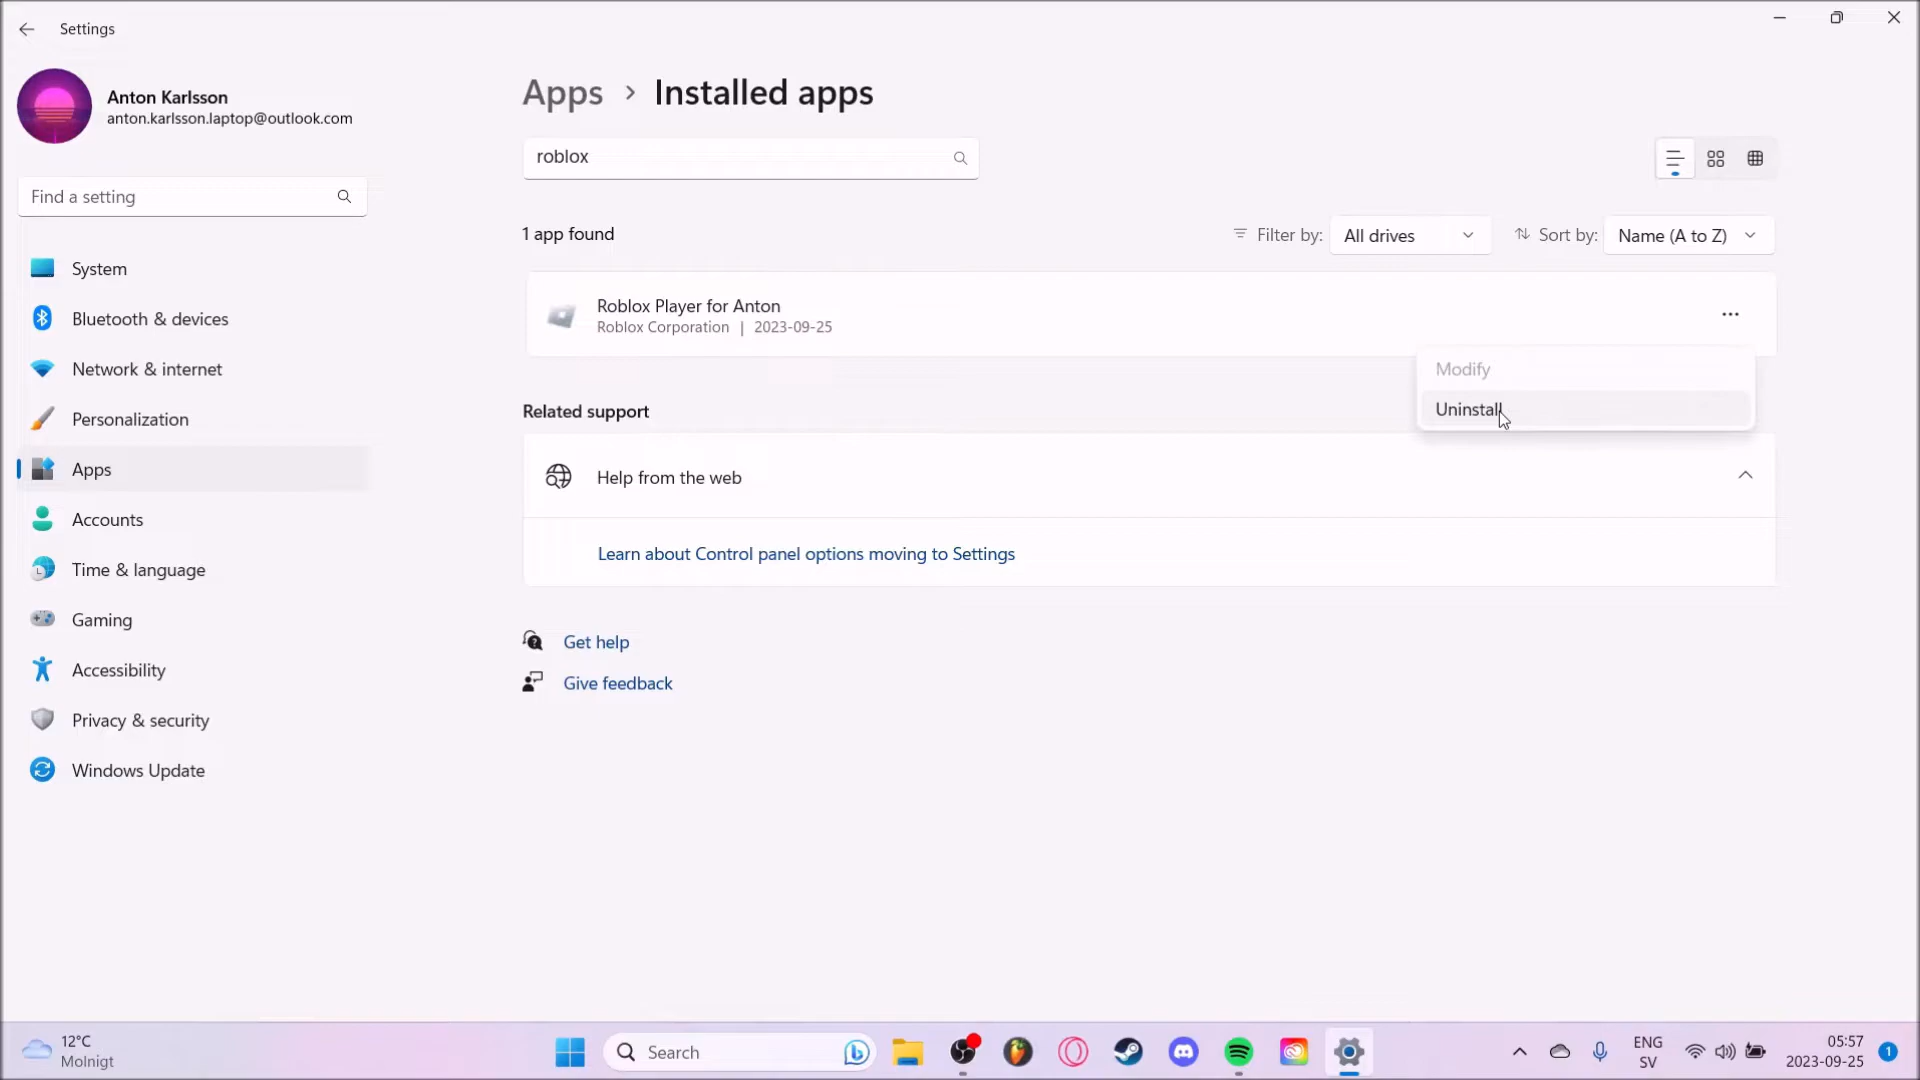 Settings
Anton Karlsson
anton.karlsson.laptop@outlook.com
Find a setting
System
Bluetooth & devices
Network & internet
Personalization
Apps
Accounts
Time & language
Gaming
Accessibility
Privacy & security
Windows Update
Apps > Installed apps
roblox
1 app found
Filter by: All drives
Sort by: Name (A to Z)
Roblox Player for Anton
Roblox Corporation | 2023-09-25
Modify
Uninstall
Related support
Help from the web
Learn about Control panel options moving to Settings
Get help
Give feedback
12°C
Molnigt
Search
ENG
SV
05:57
2023-09-25
1